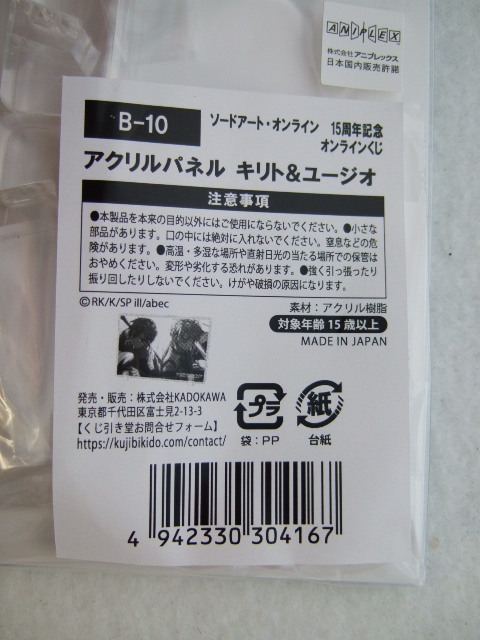 ANIPLEX
株式会社アニプレックス
日本国内販売許諾
B-10
ソードアート・オンライン 15周年記念
オンラインくじ
アクリルパネル キリト&ユージオ
注意事項
●本製品を本来の目的以外にはご使用にならないでください。●小さな
部品があります。口の中には絶対に入れないでください。窒息などの危
険があります。●高温・多湿な場所や直射日光の当たる場所での保管は
おやめください。変形や劣化する恐れがあります。●強く引っ張ったり
振り回したりしないでください。けがや破損の原因になります。
©RK/K/SP ill/abec
素材：アクリル樹脂
対象年齢15歳以上
MADE IN JAPAN
発売・販売：株式会社KADOKAWA
東京都千代田区富士見2-13-3
【くじ引き堂お問合せフォーム】
https://kujibikido.com/contact/
プラ
袋：PP
紙
台紙
4 942330 304167